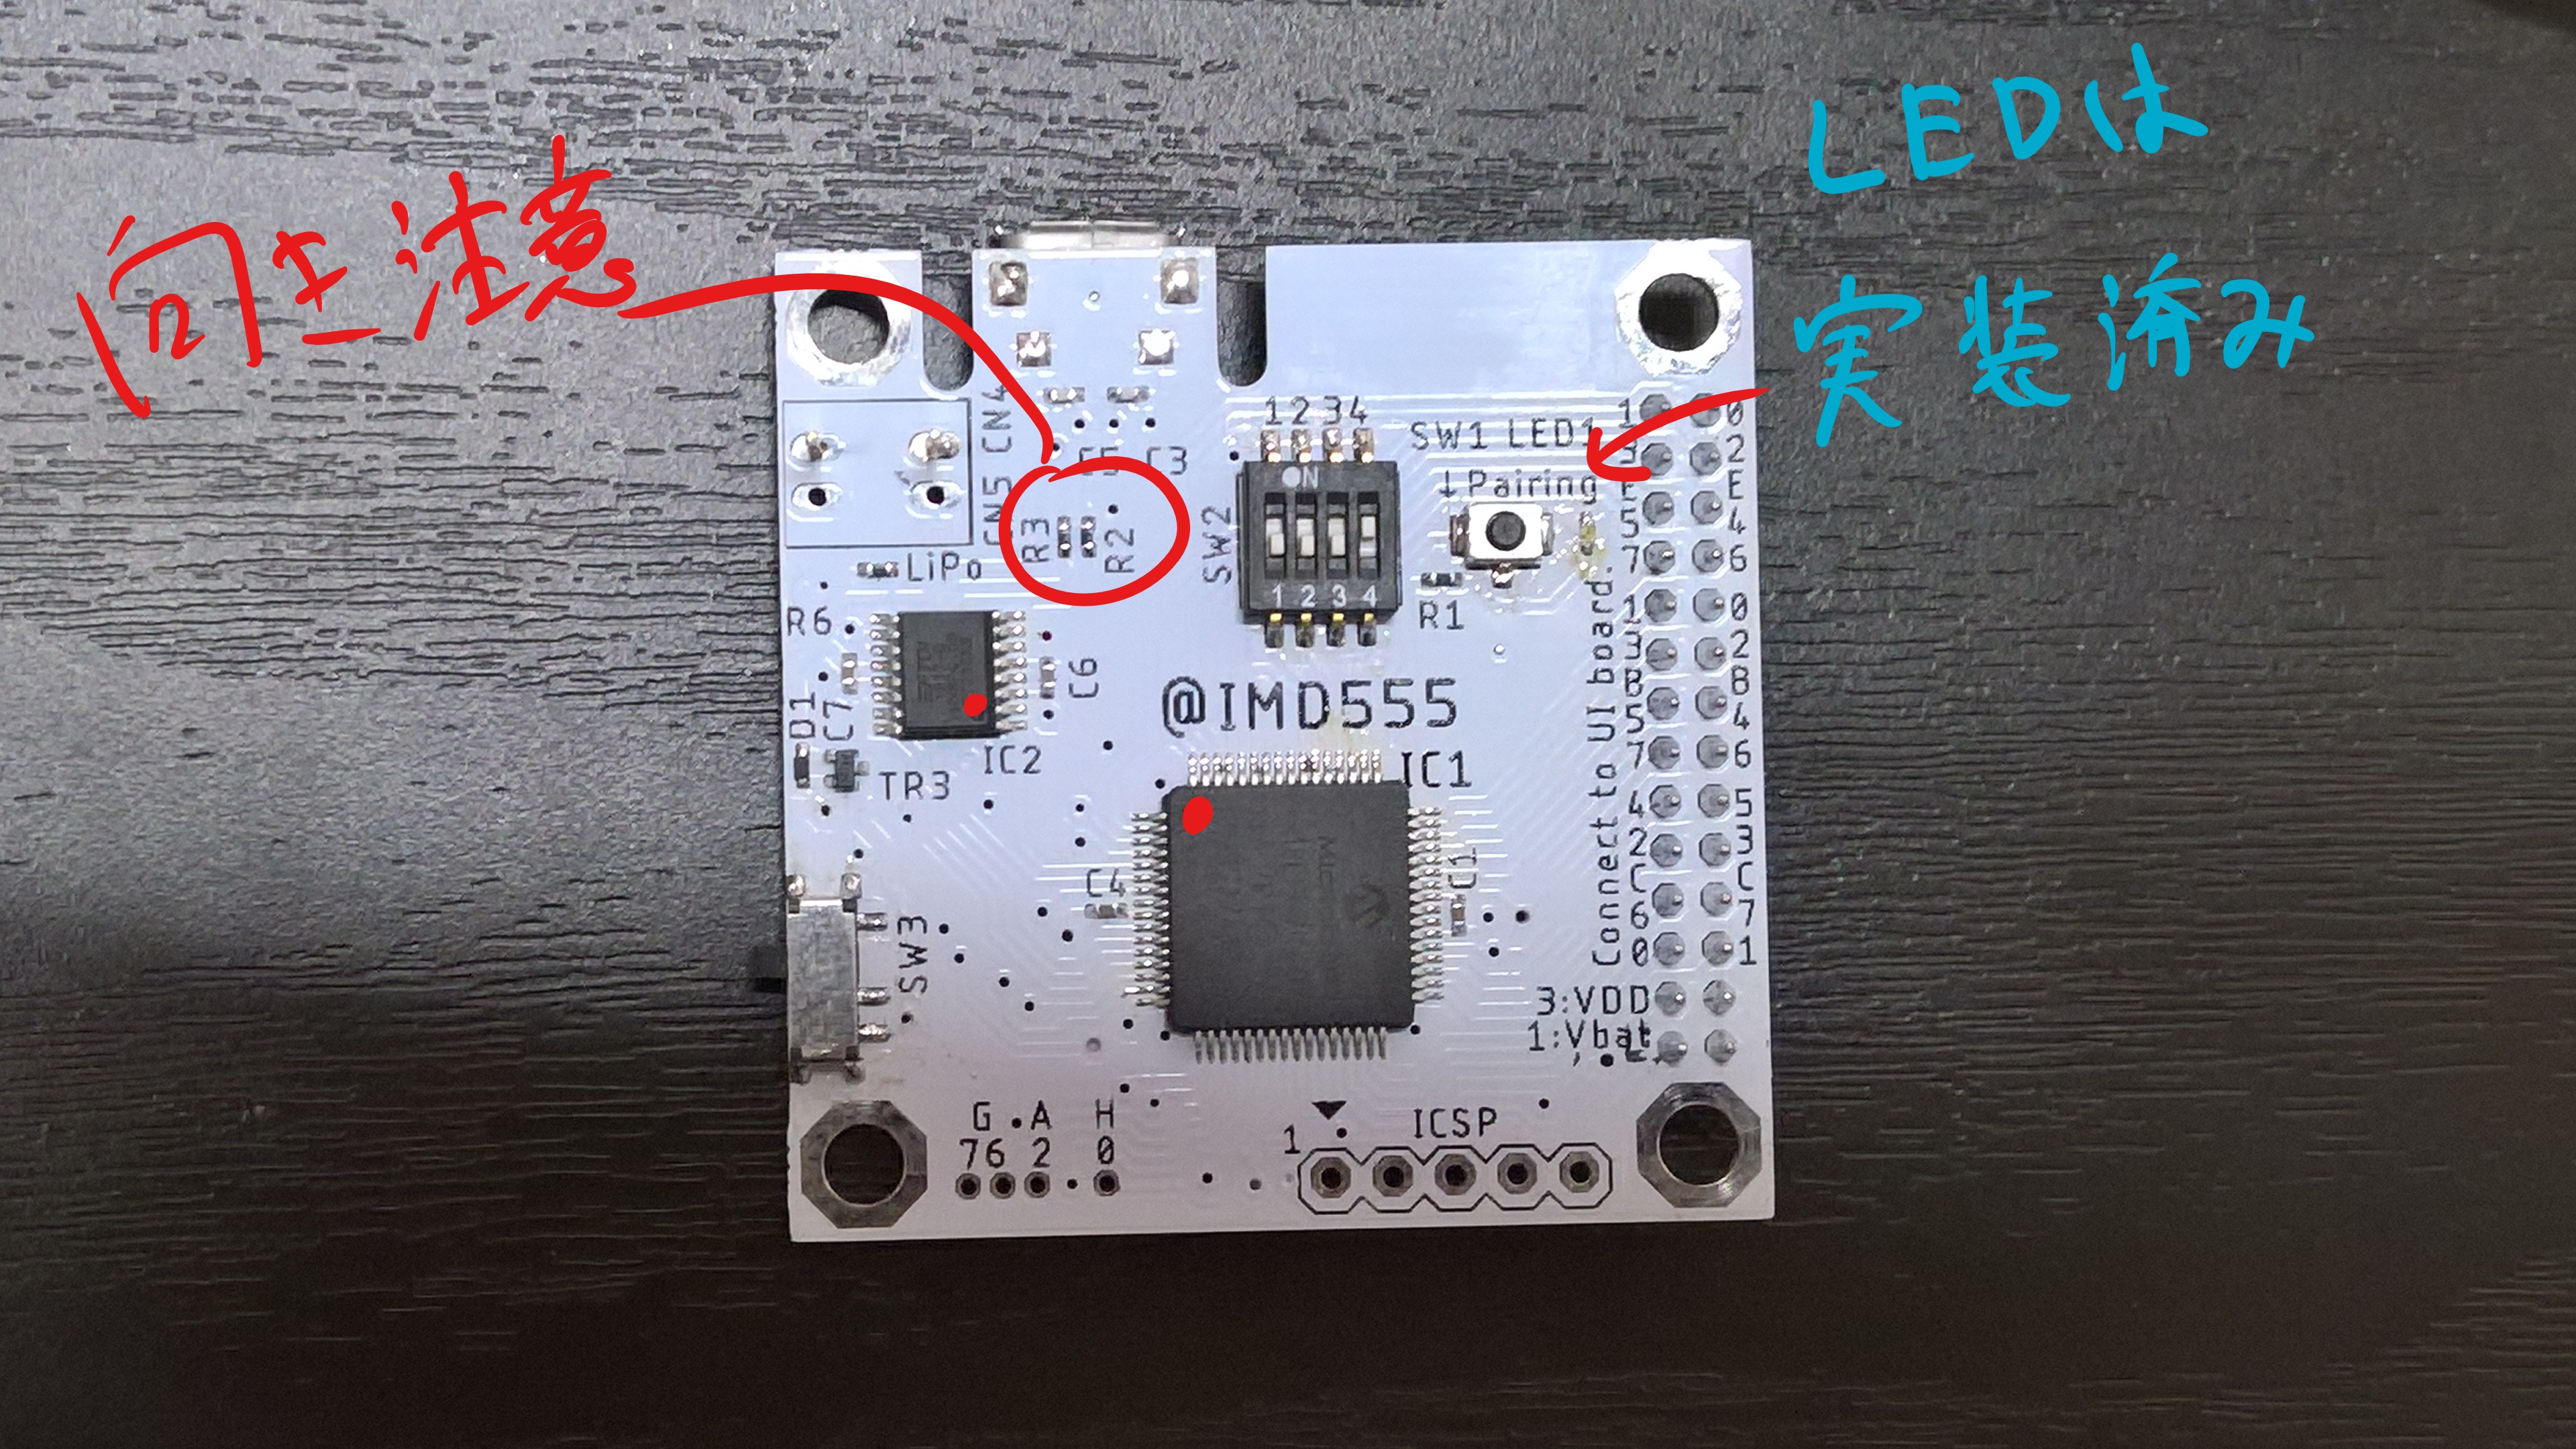 向き注意
LEDは
実装済み
CN4
CN5
C5 C3
R3
R2
LiPo
R6
D1
C7
C6
IC2
TR3
1234
ON
1 2 3 4
SW2
SW1 LED1
↓Pairing
R1
@IMD555
IC1
C4
C1
SW3
Connect to UI board.
1 0
3 2
F E
5 4
7 6
1 0
3 2
B B
5 4
7 6
4 5
2 3
C C
6 7
0 1
3:VDD
1:Vbat
G A H
76 2 0
1 ICSP